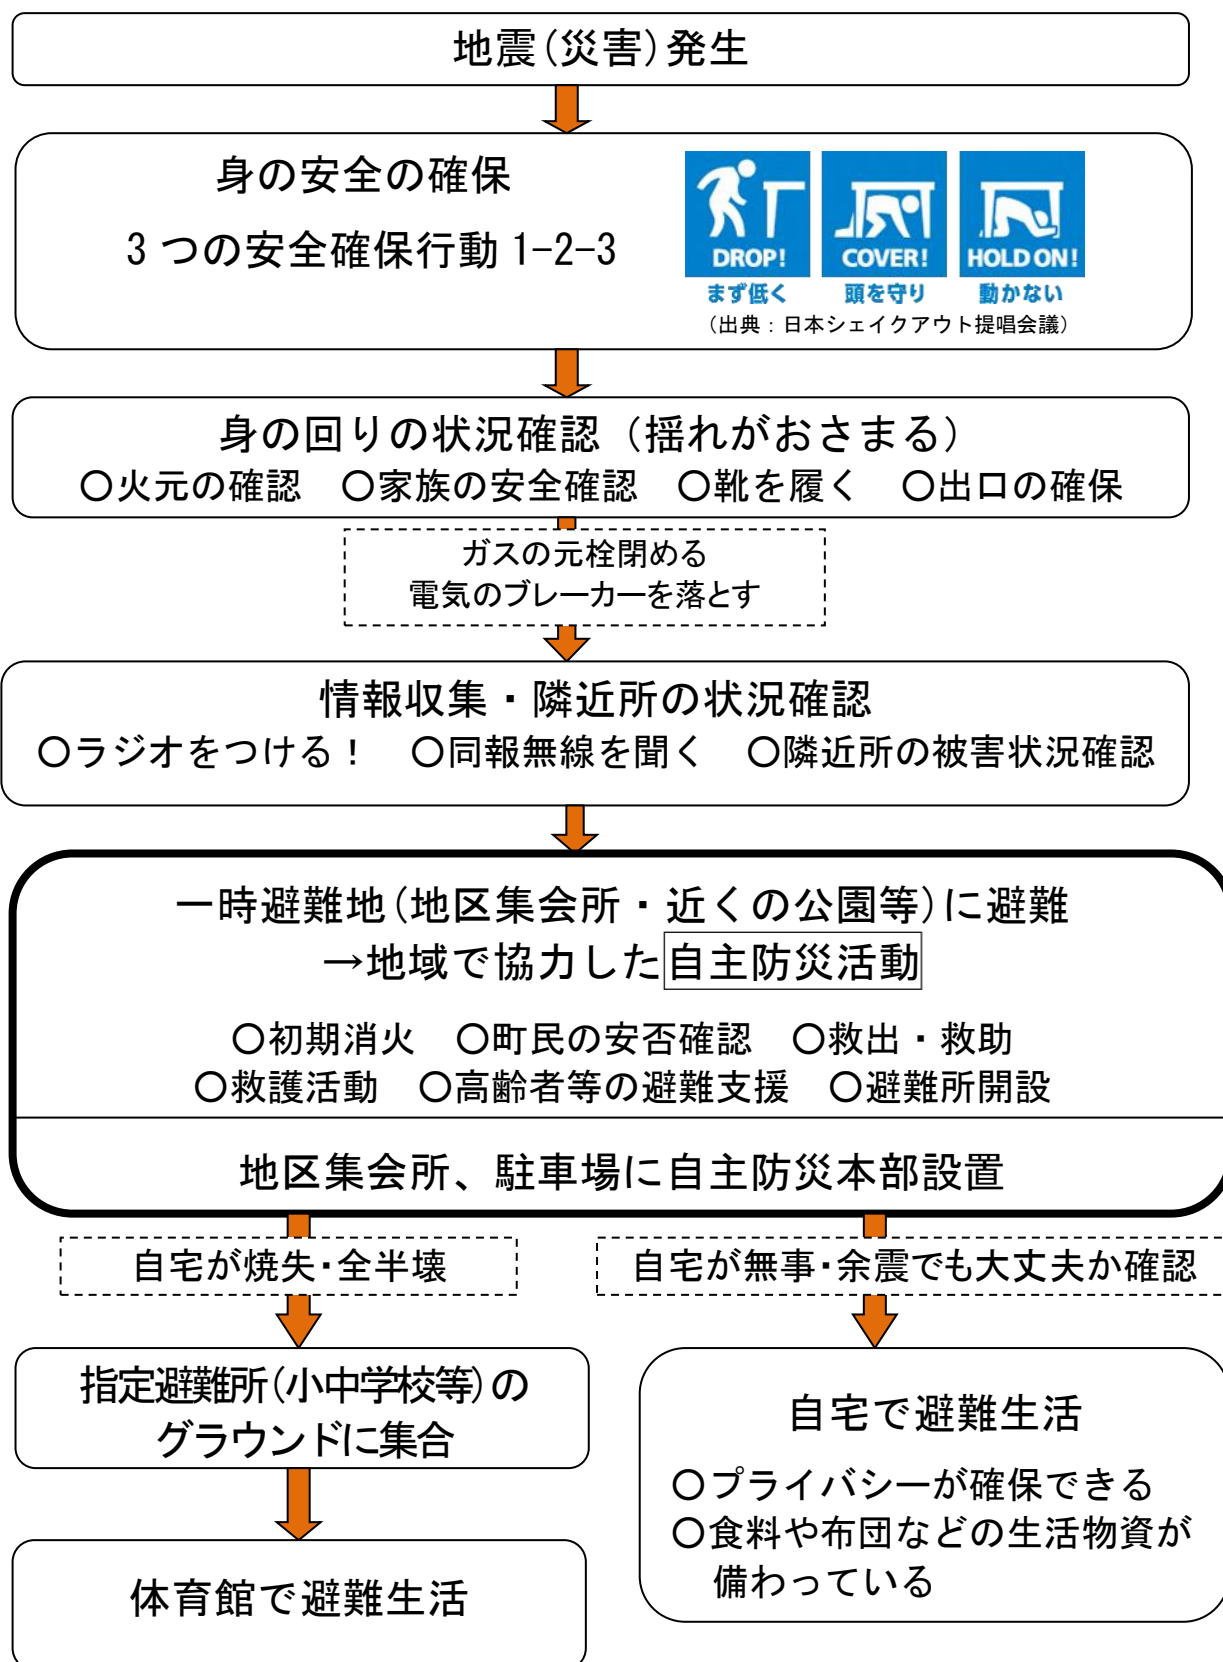 地震(災害)発生
身の安全の確保
3つの安全確保行動 1-2-3
DROP!
COVER!
HOLD ON!
まず低く
頭を守り
動かない
（出典：日本シェイクアウト提唱会議）
身の回りの状況確認（揺れがおさまる）
○火元の確認　○家族の安全確認　○靴を履く　○出口の確保
ガスの元栓閉める
電気のブレーカーを落とす
情報収集・隣近所の状況確認
○ラジオをつける！　○同報無線を聞く　○隣近所の被害状況確認
一時避難地(地区集会所・近くの公園等)に避難
→地域で協力した自主防災活動
○初期消火　○町民の安否確認　○救出・救助
○救護活動　○高齢者等の避難支援　○避難所開設
地区集会所、駐車場に自主防災本部設置
自宅が焼失・全半壊
自宅が無事・余震でも大丈夫か確認
指定避難所(小中学校等)の
グラウンドに集合
体育館で避難生活
自宅で避難生活
○プライバシーが確保できる
○食料や布団などの生活物資が
備わっている